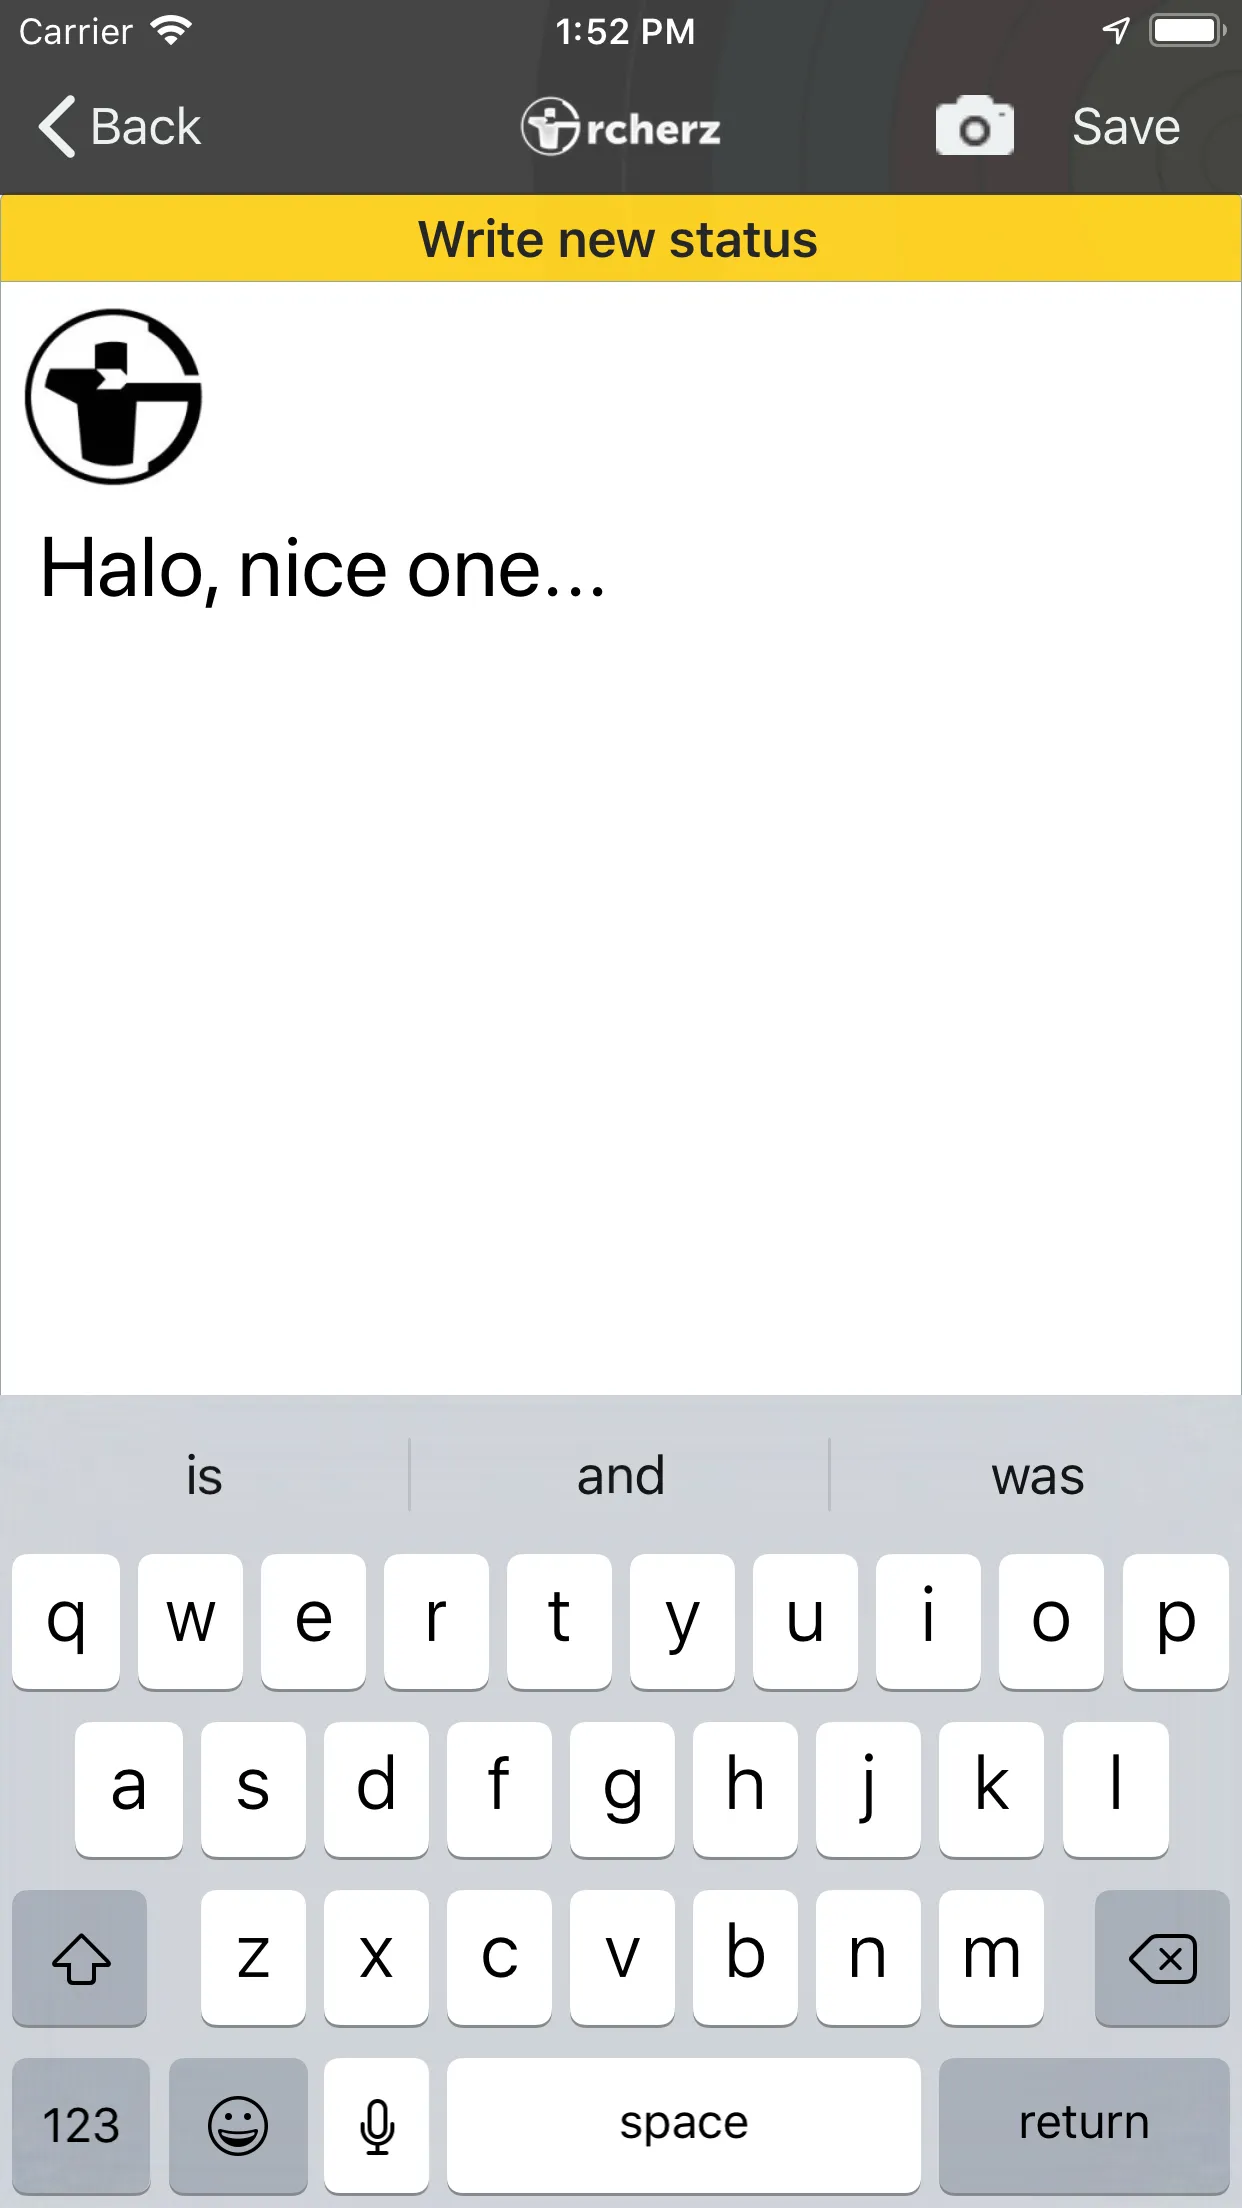 Carrier 1:52 PM
Back rcherz Save
Write new status
Halo, nice one...
is and was
q w e r t y u i o p
a s d f g h j k l
z x c v b n m
123 space return